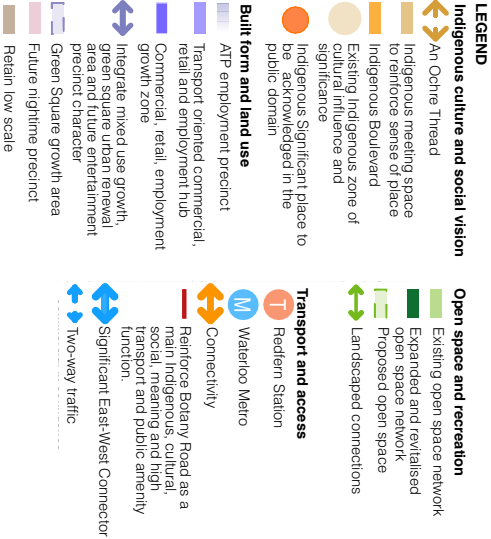 LEGEND
Indigenous culture and social vision
An Ochre Thread
Indigenous meeting space
to reinforce sense of place
Indigenous Boulevard
Existing Indigenous zone of
cultural influence and
significance
Indigenous Significant place to
be acknowledged in the
public domain
Built form and land use
ATP employment precinct
Transport oriented commercial,
retail and employment hub
Commercial, retail, employment
growth zone
Integrate mixed use growth,
green square urban renewal
area and future entertainment
precinct character
Green Square growth area
Future nightime precinct
Retain low scale
Open space and recreation
Existing open space network
Expanded and revitalised
open space network
Proposed open space
Landscaped connections
Transport and access
T Redfern Station
M Waterloo Metro
Connectivity
Reinforce Botany Road as a
main Indigenous, cultural,
social, meaning and high
transport and public amenity
function.
Significant East-West Connector
Two-way traffic